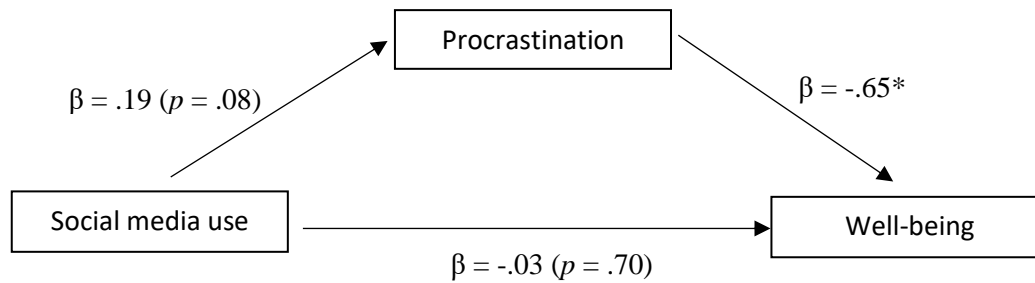 Procrastination
β = .19 (p = .08)
β = -.65*
Social media use
Well-being
β = -.03 (p = .70)